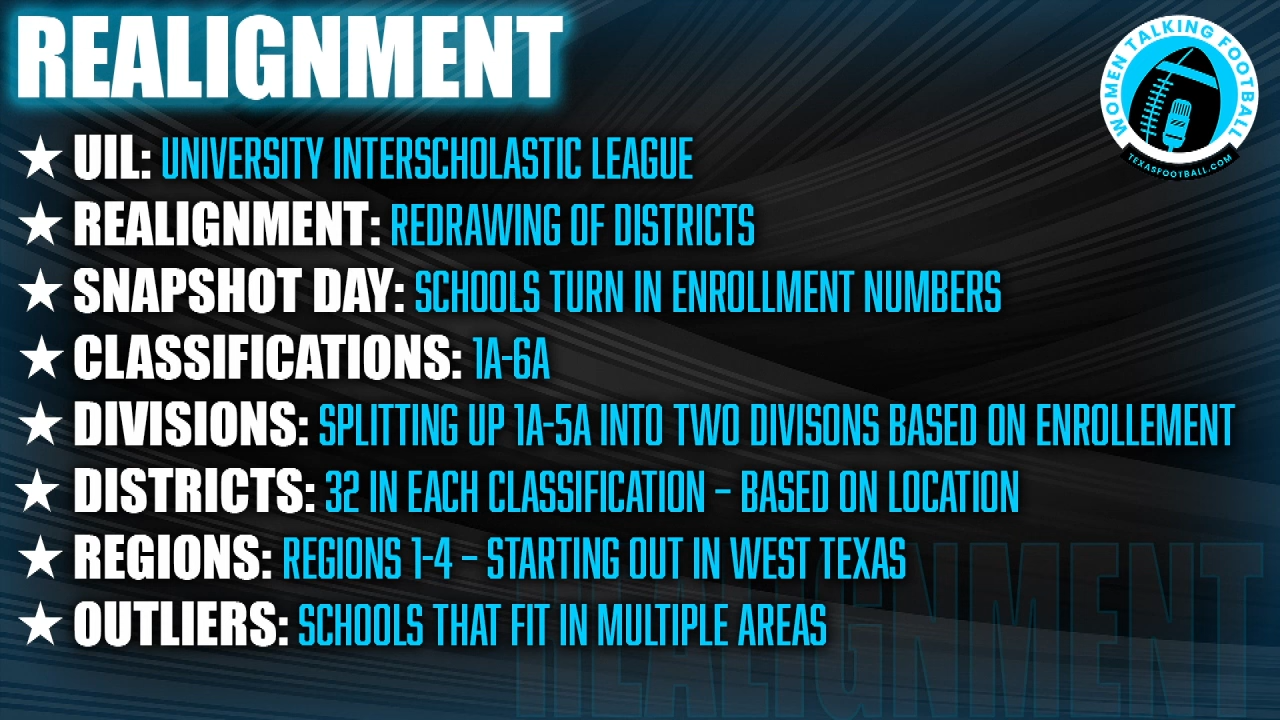 REALIGNMENT
WOMEN TALKING FOOTBALL
TEXASFOOTBALL.COM
★ UIL: UNIVERSITY INTERSCHOLASTIC LEAGUE
★ REALIGNMENT: REDRAWING OF DISTRICTS
★ SNAPSHOT DAY: SCHOOLS TURN IN ENROLLMENT NUMBERS
★ CLASSIFICATIONS: 1A-6A
★ DIVISIONS: SPLITTING UP 1A-5A INTO TWO DIVISONS BASED ON ENROLLEMENT
★ DISTRICTS: 32 IN EACH CLASSIFICATION – BASED ON LOCATION
★ REGIONS: REGIONS 1-4 – STARTING OUT IN WEST TEXAS
★ OUTLIERS: SCHOOLS THAT FIT IN MULTIPLE AREAS
REALIGNMENT